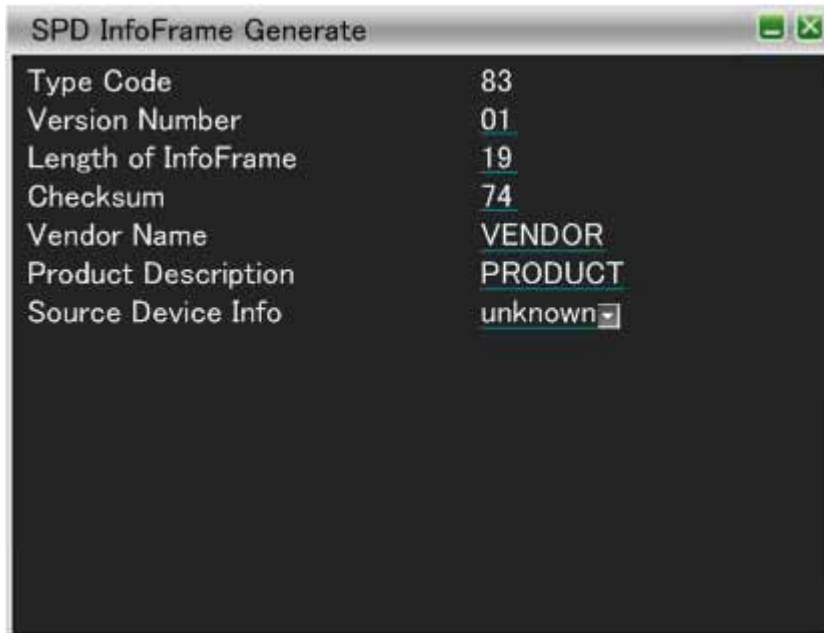 SPD InfoFrame Generate
Type Code 83
Version Number 01
Length of InfoFrame 19
Checksum 74
Vendor Name VENDOR
Product Description PRODUCT
Source Device Info unknown